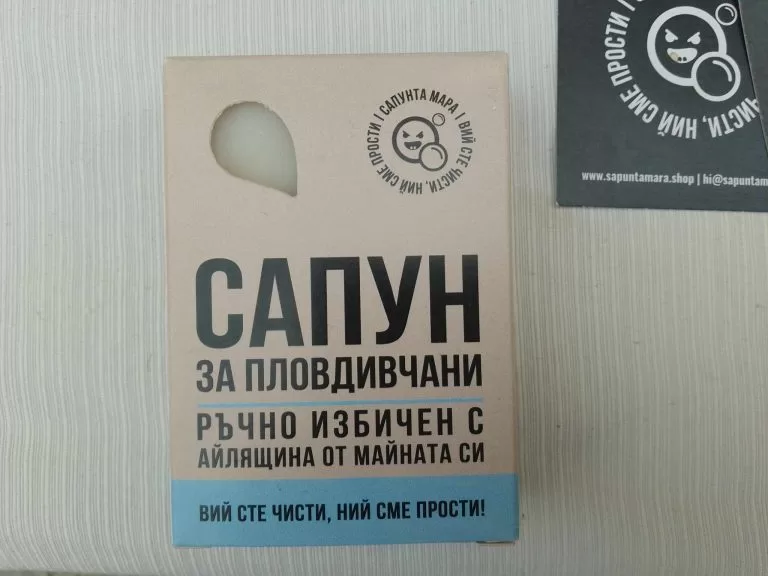 САПУНТА МАРА | ВИЙ СТЕ ЧИСТИ, НИЙ СМЕ ПРОСТИ |
САПУН
ЗА ПЛОВДИВЧАНИ
РЪЧНО ИЗБИЧЕН С
АЙЛЯЩИНА ОТ МАЙНАТА СИ
ВИЙ СТЕ ЧИСТИ, НИЙ СМЕ ПРОСТИ!
ЧИСТИ, НИЙ СМЕ ПРОСТИ |
www.sapuntamara.shop | hi@sapuntam